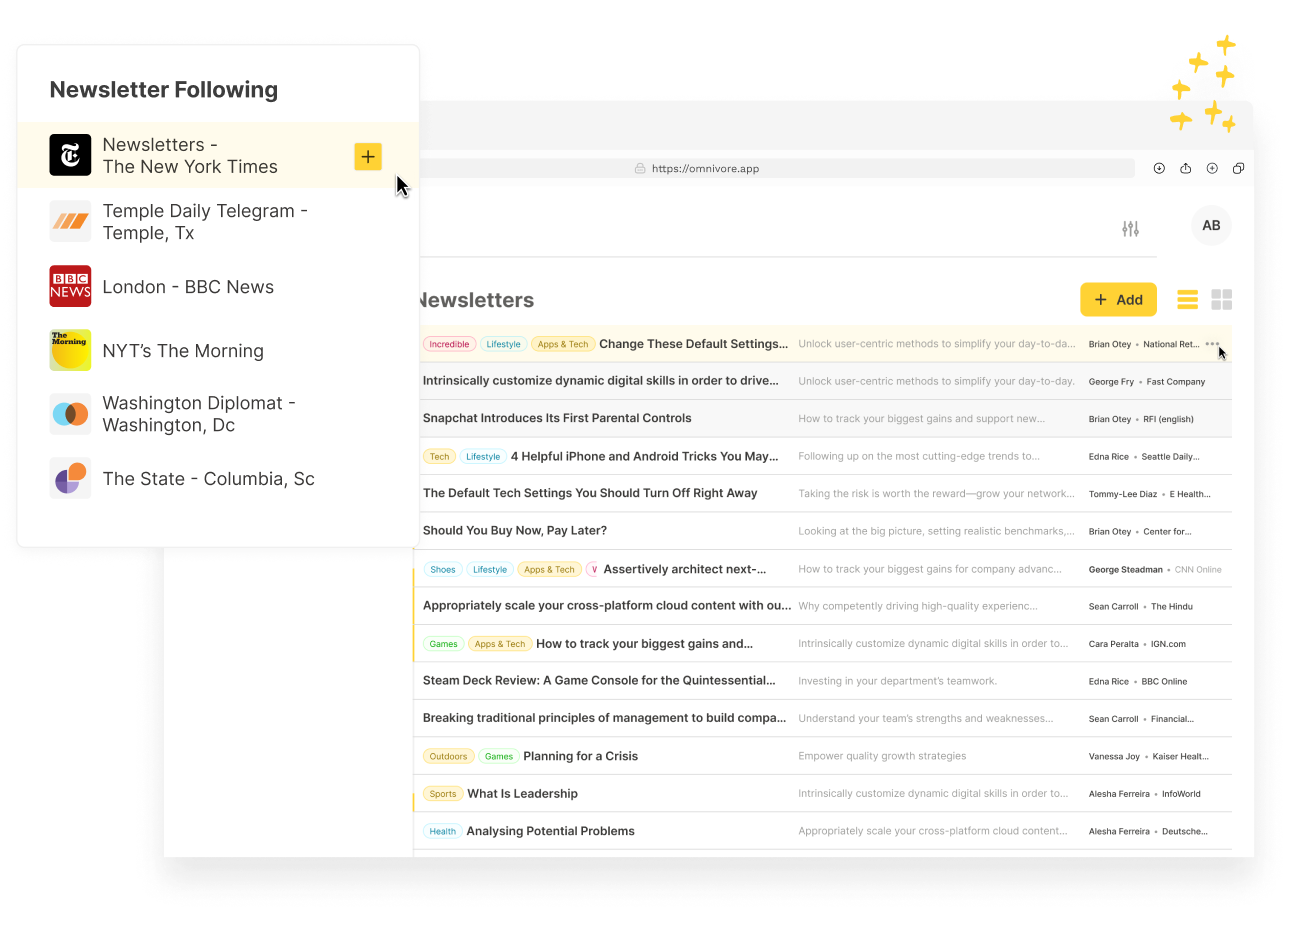 Newsletter Following
Newsletters -
The New York Times
Temple Daily Telegram -
Temple, Tx
BBC
NEWS
London - BBC News
The
Morning
NYT’s The Morning
Washington Diplomat -
Washington, Dc
The State - Columbia, Sc
https://omnivore.app
AB
Newsletters
+ Add
Incredible Lifestyle Apps & Tech Change These Default Settings... Unlock user-centric methods to simplify your day-to-da... Brian Otey • National Ret...
Intrinsically customize dynamic digital skills in order to drive... Unlock user-centric methods to simplify your day-to-day. George Fry • Fast Company
Snapchat Introduces Its First Parental Controls How to track your biggest gains and support new... Brian Otey • RFI (english)
Tech Lifestyle 4 Helpful iPhone and Android Tricks You May... Following up on the most cutting-edge trends to... Edna Rice • Seattle Daily...
The Default Tech Settings You Should Turn Off Right Away Taking the risk is worth the reward—grow your network... Tommy-Lee Diaz • E Health...
Should You Buy Now, Pay Later? Looking at the big picture, setting realistic benchmarks,... Brian Otey • Center for...
Shoes Lifestyle Apps & Tech Assertively architect next-... How to track your biggest gains for company advanc... George Steadman • CNN Online
Appropriately scale your cross-platform cloud content with ou... Why competently driving high-quality experienc... Sean Carroll • The Hindu
Games Apps & Tech How to track your biggest gains and... Intrinsically customize dynamic digital skills in order to... Cara Peralta • IGN.com
Steam Deck Review: A Game Console for the Quintessential... Investing in your department’s teamwork. Edna Rice • BBC Online
Breaking traditional principles of management to build compa... Understand your team’s strengths and weaknesses... Sean Carroll • Financial...
Outdoors Games Planning for a Crisis Empower quality growth strategies Vanessa Joy • Kaiser Healt...
Sports What Is Leadership Intrinsically customize dynamic digital skills in order to... Alesha Ferreira • InfoWorld
Health Analysing Potential Problems Appropriately scale your cross-platform cloud content... Alesha Ferreira • Deutsche...